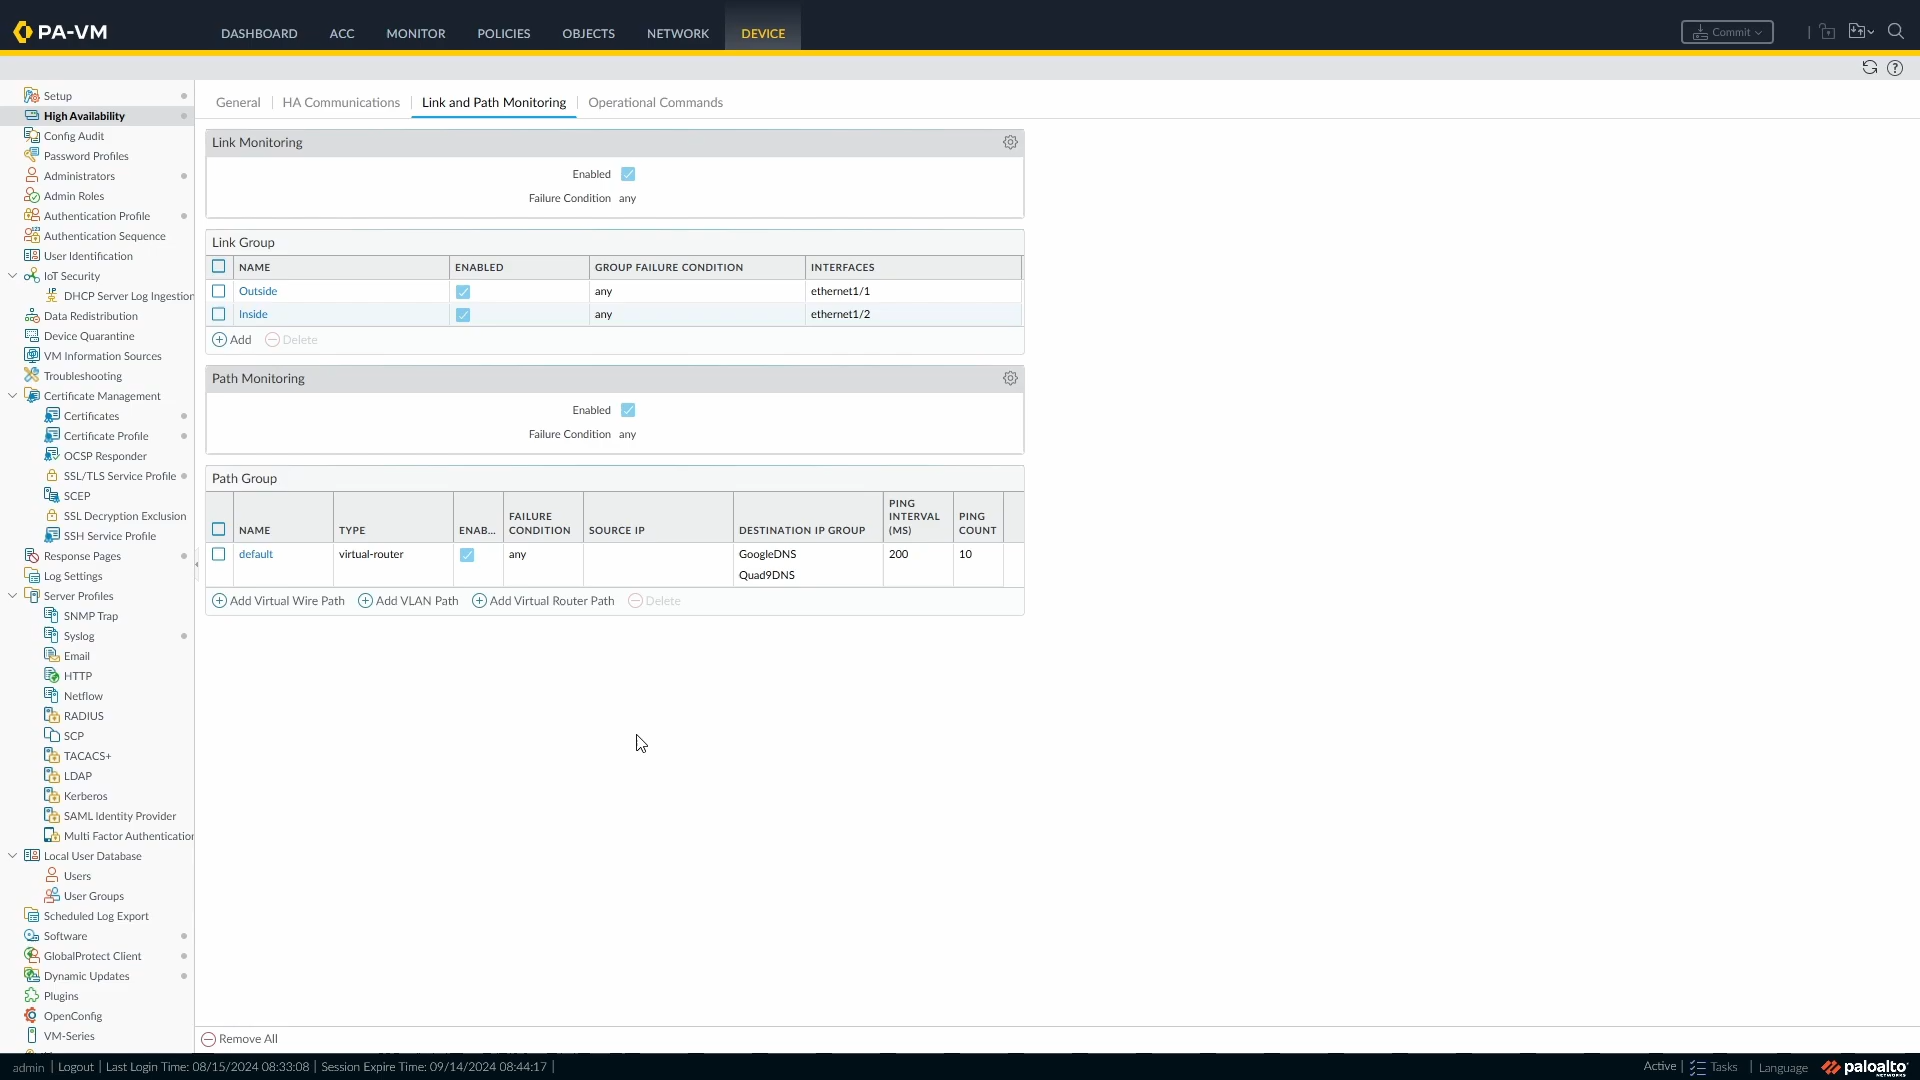 PA-VM
DASHBOARD ACC MONITOR POLICIES OBJECTS NETWORK DEVICE
Commit
Setup
High Availability
Config Audit
Password Profiles
Administrators
Admin Roles
Authentication Profile
Authentication Sequence
User Identification
IoT Security
DHCP Server Log Ingestion
Data Redistribution
Device Quarantine
VM Information Sources
Troubleshooting
Certificate Management
Certificates
Certificate Profile
OCSP Responder
SSL/TLS Service Profile
SCEP
SSL Decryption Exclusion
SSH Service Profile
Response Pages
Log Settings
Server Profiles
SNMP Trap
Syslog
Email
HTTP
Netflow
RADIUS
SCP
TACACS+
LDAP
Kerberos
SAML Identity Provider
Multi Factor Authentication
Local User Database
Users
User Groups
Scheduled Log Export
Software
GlobalProtect Client
Dynamic Updates
Plugins
OpenConfig
VM-Series
General | HA Communications | Link and Path Monitoring | Operational Commands
Link Monitoring
Enabled
Failure Condition any
Link Group
NAME ENABLED GROUP FAILURE CONDITION INTERFACES
Outside any ethernet1/1
Inside any ethernet1/2
Add Delete
Path Monitoring
Enabled
Failure Condition any
Path Group
NAME TYPE ENAB... FAILURE CONDITION SOURCE IP DESTINATION IP GROUP PING INTERVAL (MS) PING COUNT
default virtual-router any GoogleDNS 200 10
Quad9DNS
Add Virtual Wire Path Add VLAN Path Add Virtual Router Path Delete
Remove All
admin | Logout | Last Login Time: 08/15/2024 08:33:08 | Session Expire Time: 09/14/2024 08:44:17 |
Active | Tasks | Language paloalto NETWORKS